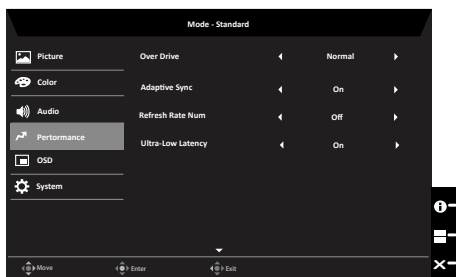 Mode - Standard
Picture
Over Drive Normal
Color
Adaptive Sync On
Audio
Refresh Rate Num Off
Pertormance
Ultra-Low Latency On
OSD
System
Move Enter Exit